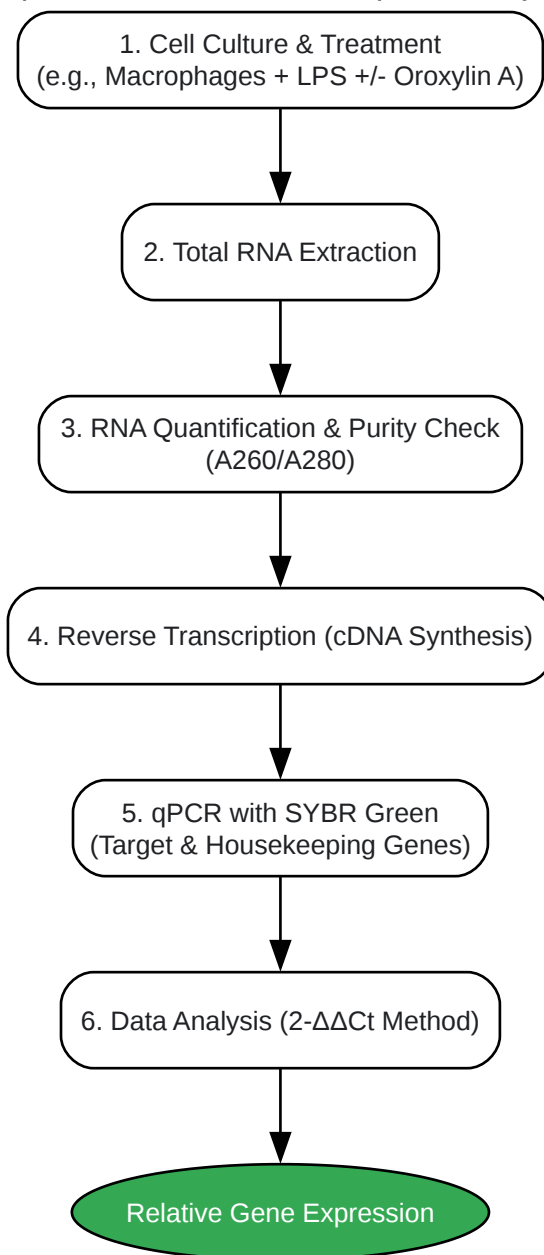 1. Cell Culture & Treatment
(e.g., Macrophages + LPS +/- Oroxylin A)
2. Total RNA Extraction
3. RNA Quantification & Purity Check
(A260/A280)
4. Reverse Transcription (cDNA Synthesis)
5. qPCR with SYBR Green
(Target & Housekeeping Genes)
6. Data Analysis (2-ΔΔCt Method)
Relative Gene Expression